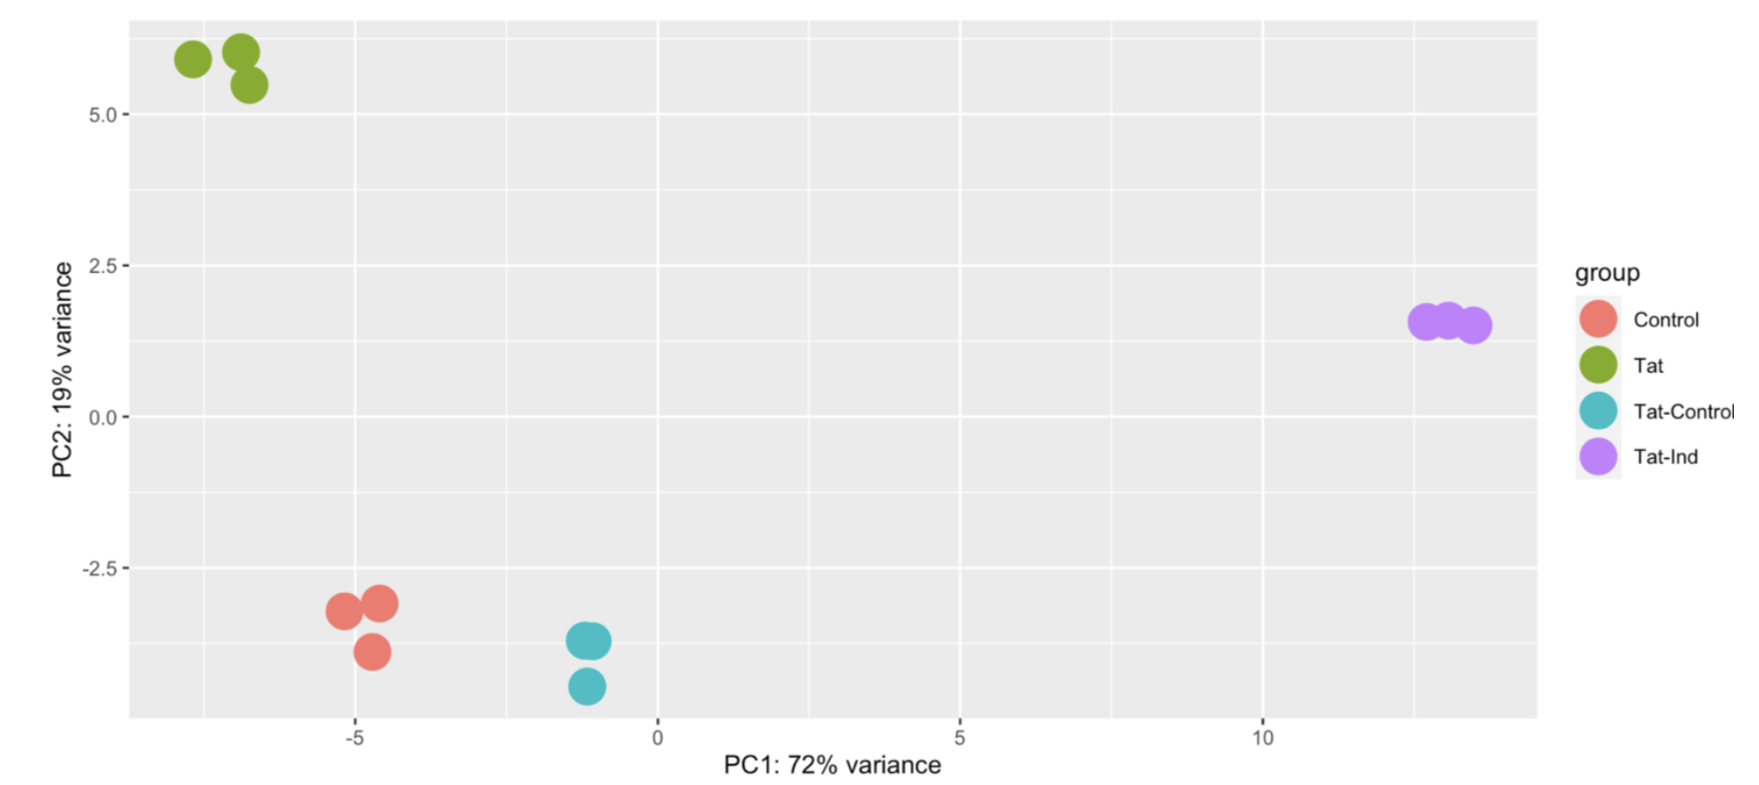 5.0
2.5
0.0
-2.5
PC2: 19% variance
-5
0
5
10
PC1: 72% variance
group
Control
Tat
Tat-Control
Tat-Ind